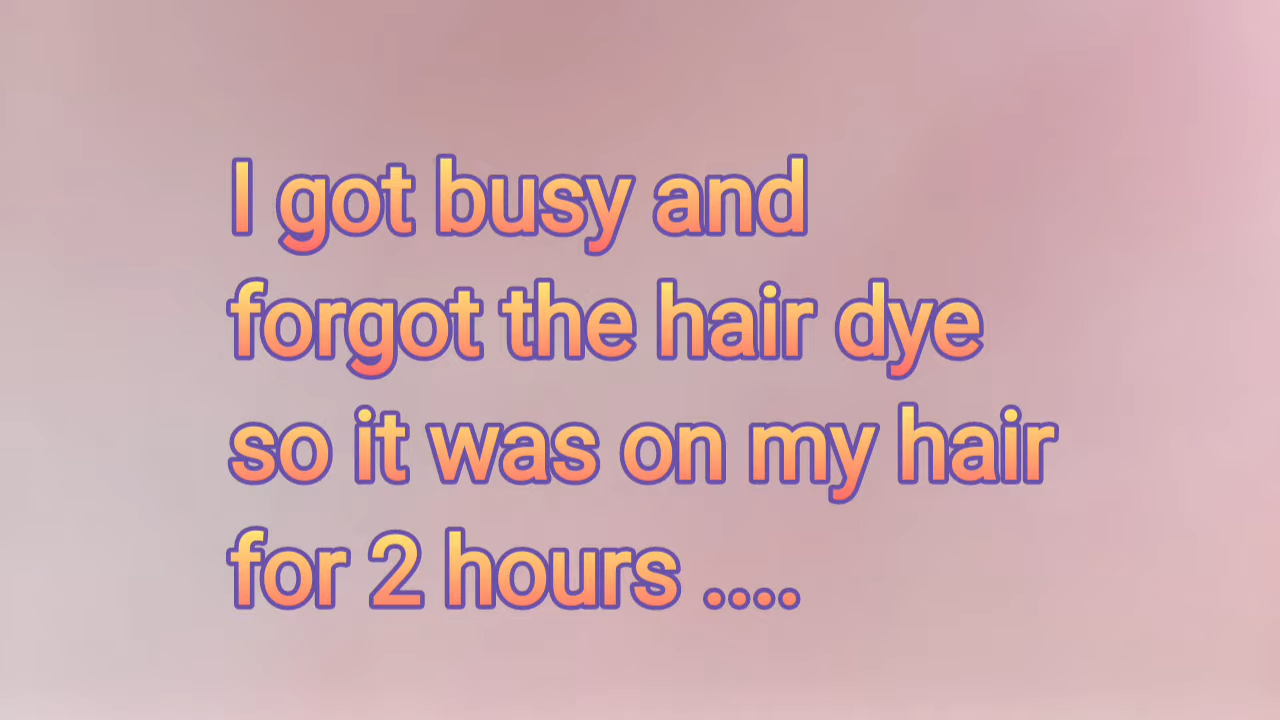 I got busy and
forgot the hair dye
so it was on my hair
for 2 hours ....